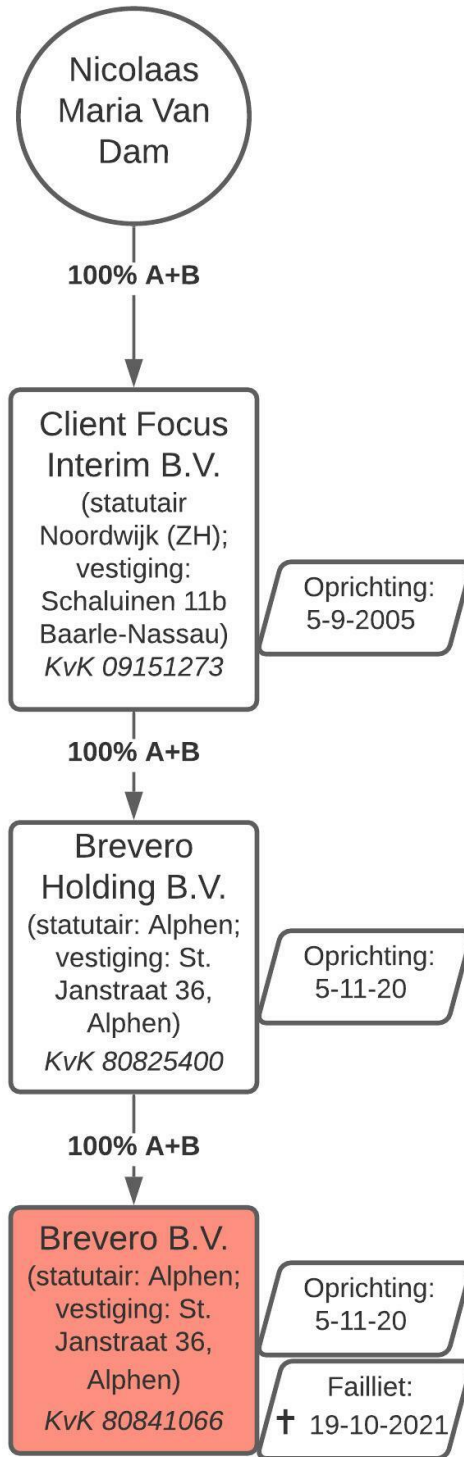 Nicolaas
Maria Van
Dam
100% A+B
Client Focus
Interim B.V.
(statutair
Noordwijk (ZH);
vestiging:
Schaluinen 11b
Baarle-Nassau)
KvK 09151273
Oprichting:
5-9-2005
100% A+B
Brevero
Holding B.V.
(statutair: Alphen;
vestiging: St.
Janstraat 36,
Alphen)
KvK 80825400
Oprichting:
5-11-20
100% A+B
Brevero B.V.
(statutair: Alphen;
vestiging: St.
Janstraat 36,
Alphen)
KvK 80841066
Oprichting:
5-11-20
Failliet:
✝ 19-10-2021